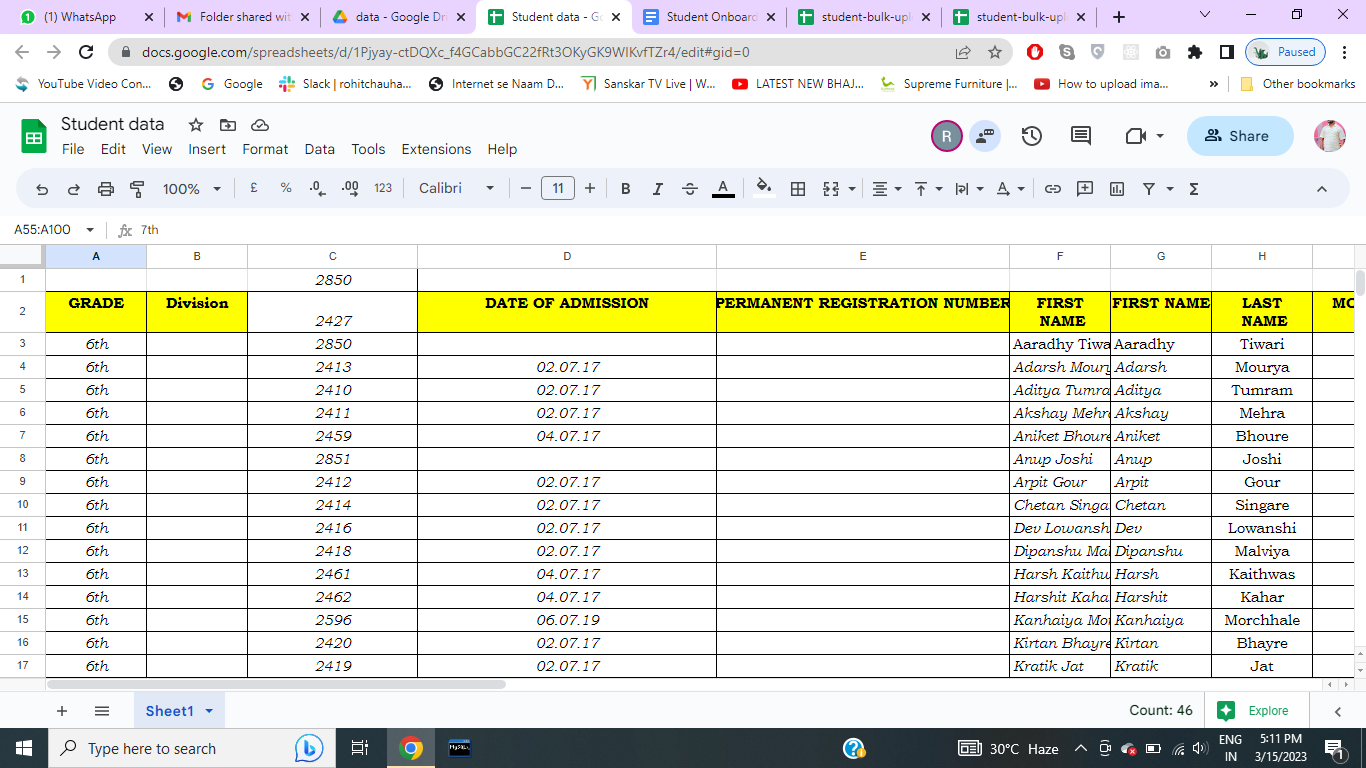 (1) WhatsApp
Folder shared wit
data - Google Dr
Student data - Go
Student Onboard
student-bulk-upl
student-bulk-upl
docs.google.com/spreadsheets/d/1Pjyay-ctDQXc_f4GCabbGC22fRt3OKyGK9WIKvfTZr4/edit#gid=0
Paused
YouTube Video Con...
Google
Slack | rohitchauha...
Internet se Naam D...
Sanskar TV Live | W...
LATEST NEW BHAJ...
Supreme Furniture |...
How to upload ima...
»
Other bookmarks
Student data
File Edit View Insert Format Data Tools Extensions Help
R
Share
100% £ % .0 .00 123 Calibri − 11 + B I A Σ
A55:A100 fx 7th
A B C D E F G H
1 2850
2 GRADE Division 2427 DATE OF ADMISSION PERMANENT REGISTRATION NUMBER FIRST NAME FIRST NAME LAST NAME MO
3 6th 2850 Aaradhy Tiwa Aaradhy Tiwari
4 6th 2413 02.07.17 Adarsh Moury Adarsh Mourya
5 6th 2410 02.07.17 Aditya Tumra Aditya Tumram
6 6th 2411 02.07.17 Akshay Mehr Akshay Mehra
7 6th 2459 04.07.17 Aniket Bhoure Aniket Bhoure
8 6th 2851 Anup Joshi Anup Joshi
9 6th 2412 02.07.17 Arpit Gour Arpit Gour
10 6th 2414 02.07.17 Chetan Singa Chetan Singare
11 6th 2416 02.07.17 Dev Lowansh Dev Lowanshi
12 6th 2418 02.07.17 Dipanshu Mal Dipanshu Malviya
13 6th 2461 04.07.17 Harsh Kaithu Harsh Kaithwas
14 6th 2462 04.07.17 Harshit Kaha Harshit Kahar
15 6th 2596 06.07.19 Kanhaiya Mor Kanhaiya Morchhale
16 6th 2420 02.07.17 Kirtan Bhayre Kirtan Bhayre
17 6th 2419 02.07.17 Kratik Jat Kratik Jat
Sheet1
Count: 46
Explore
Type here to search
MySQL
30°C Haze
ENG
IN
5:11 PM
3/15/2023
1